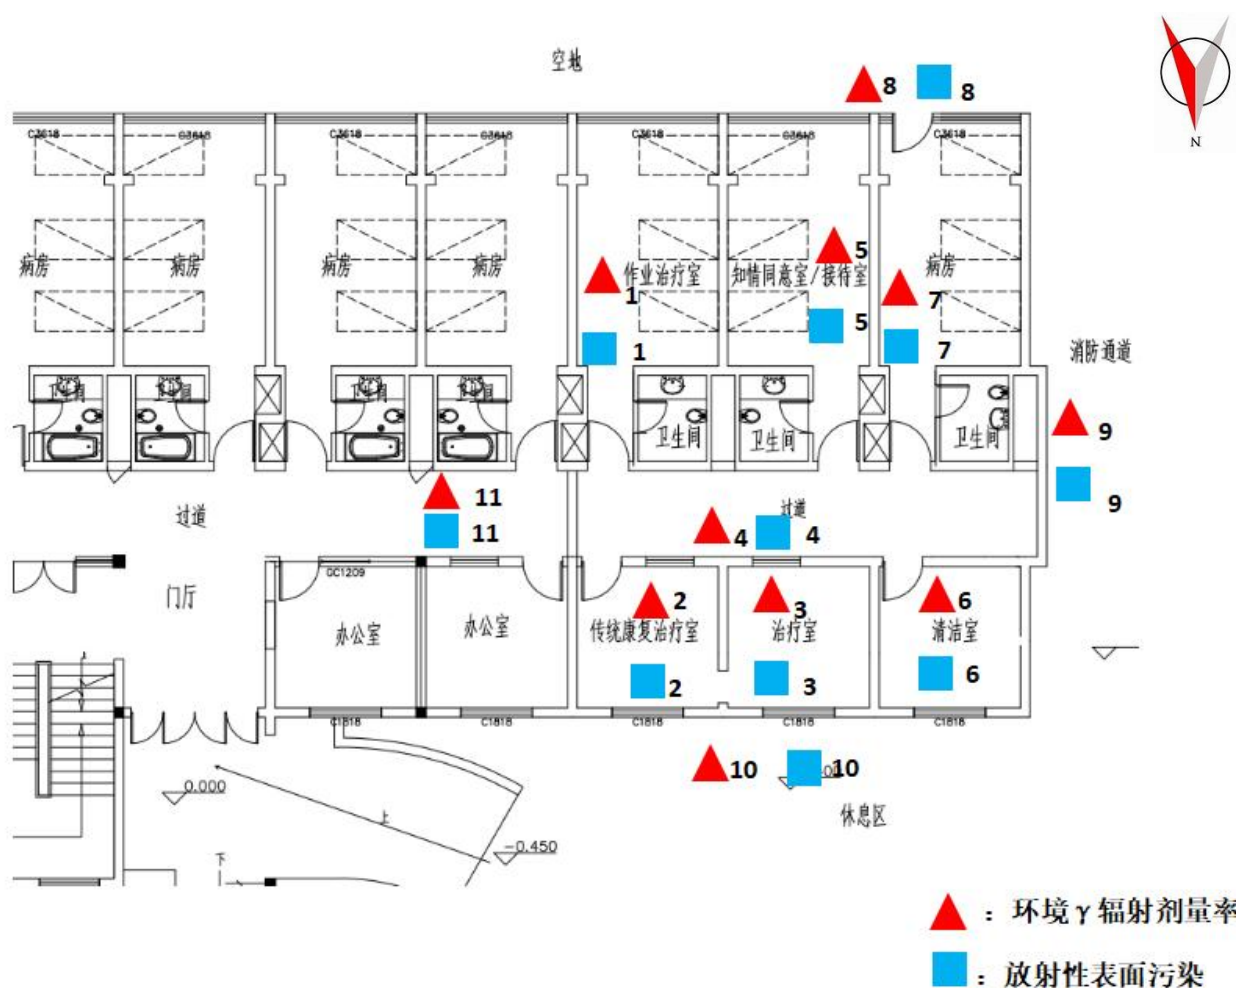 空地
8
8
N
C3618
C3618
C3618
C3618
C3618
C3618
C3618
病房
病房
病房
病房
作业治疗室
知情同意室/接待室
病房
5
1
7
1
5
7
消防通道
卫生间
卫生间
卫生间
卫生间
卫生间
卫生间
卫生间
9
9
过道
11
11
过道
4
4
GC1209
门厅
办公室
办公室
2
传统康复治疗室
2
3
治疗室
3
6
清洁室
6
C1818
C1818
C1818
C1818
C1818
10
10
0.000
上
休息区
下
-0.450
:环境γ辐射剂量率
:放射性表面污染